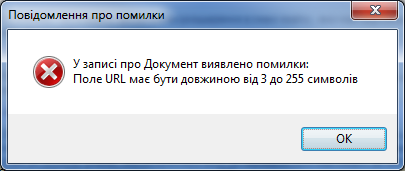 Повідомлення про помилки
У записі про Документ виявлено помилки:
Поле URL має бути довжиною від 3 до 255 символів
OK